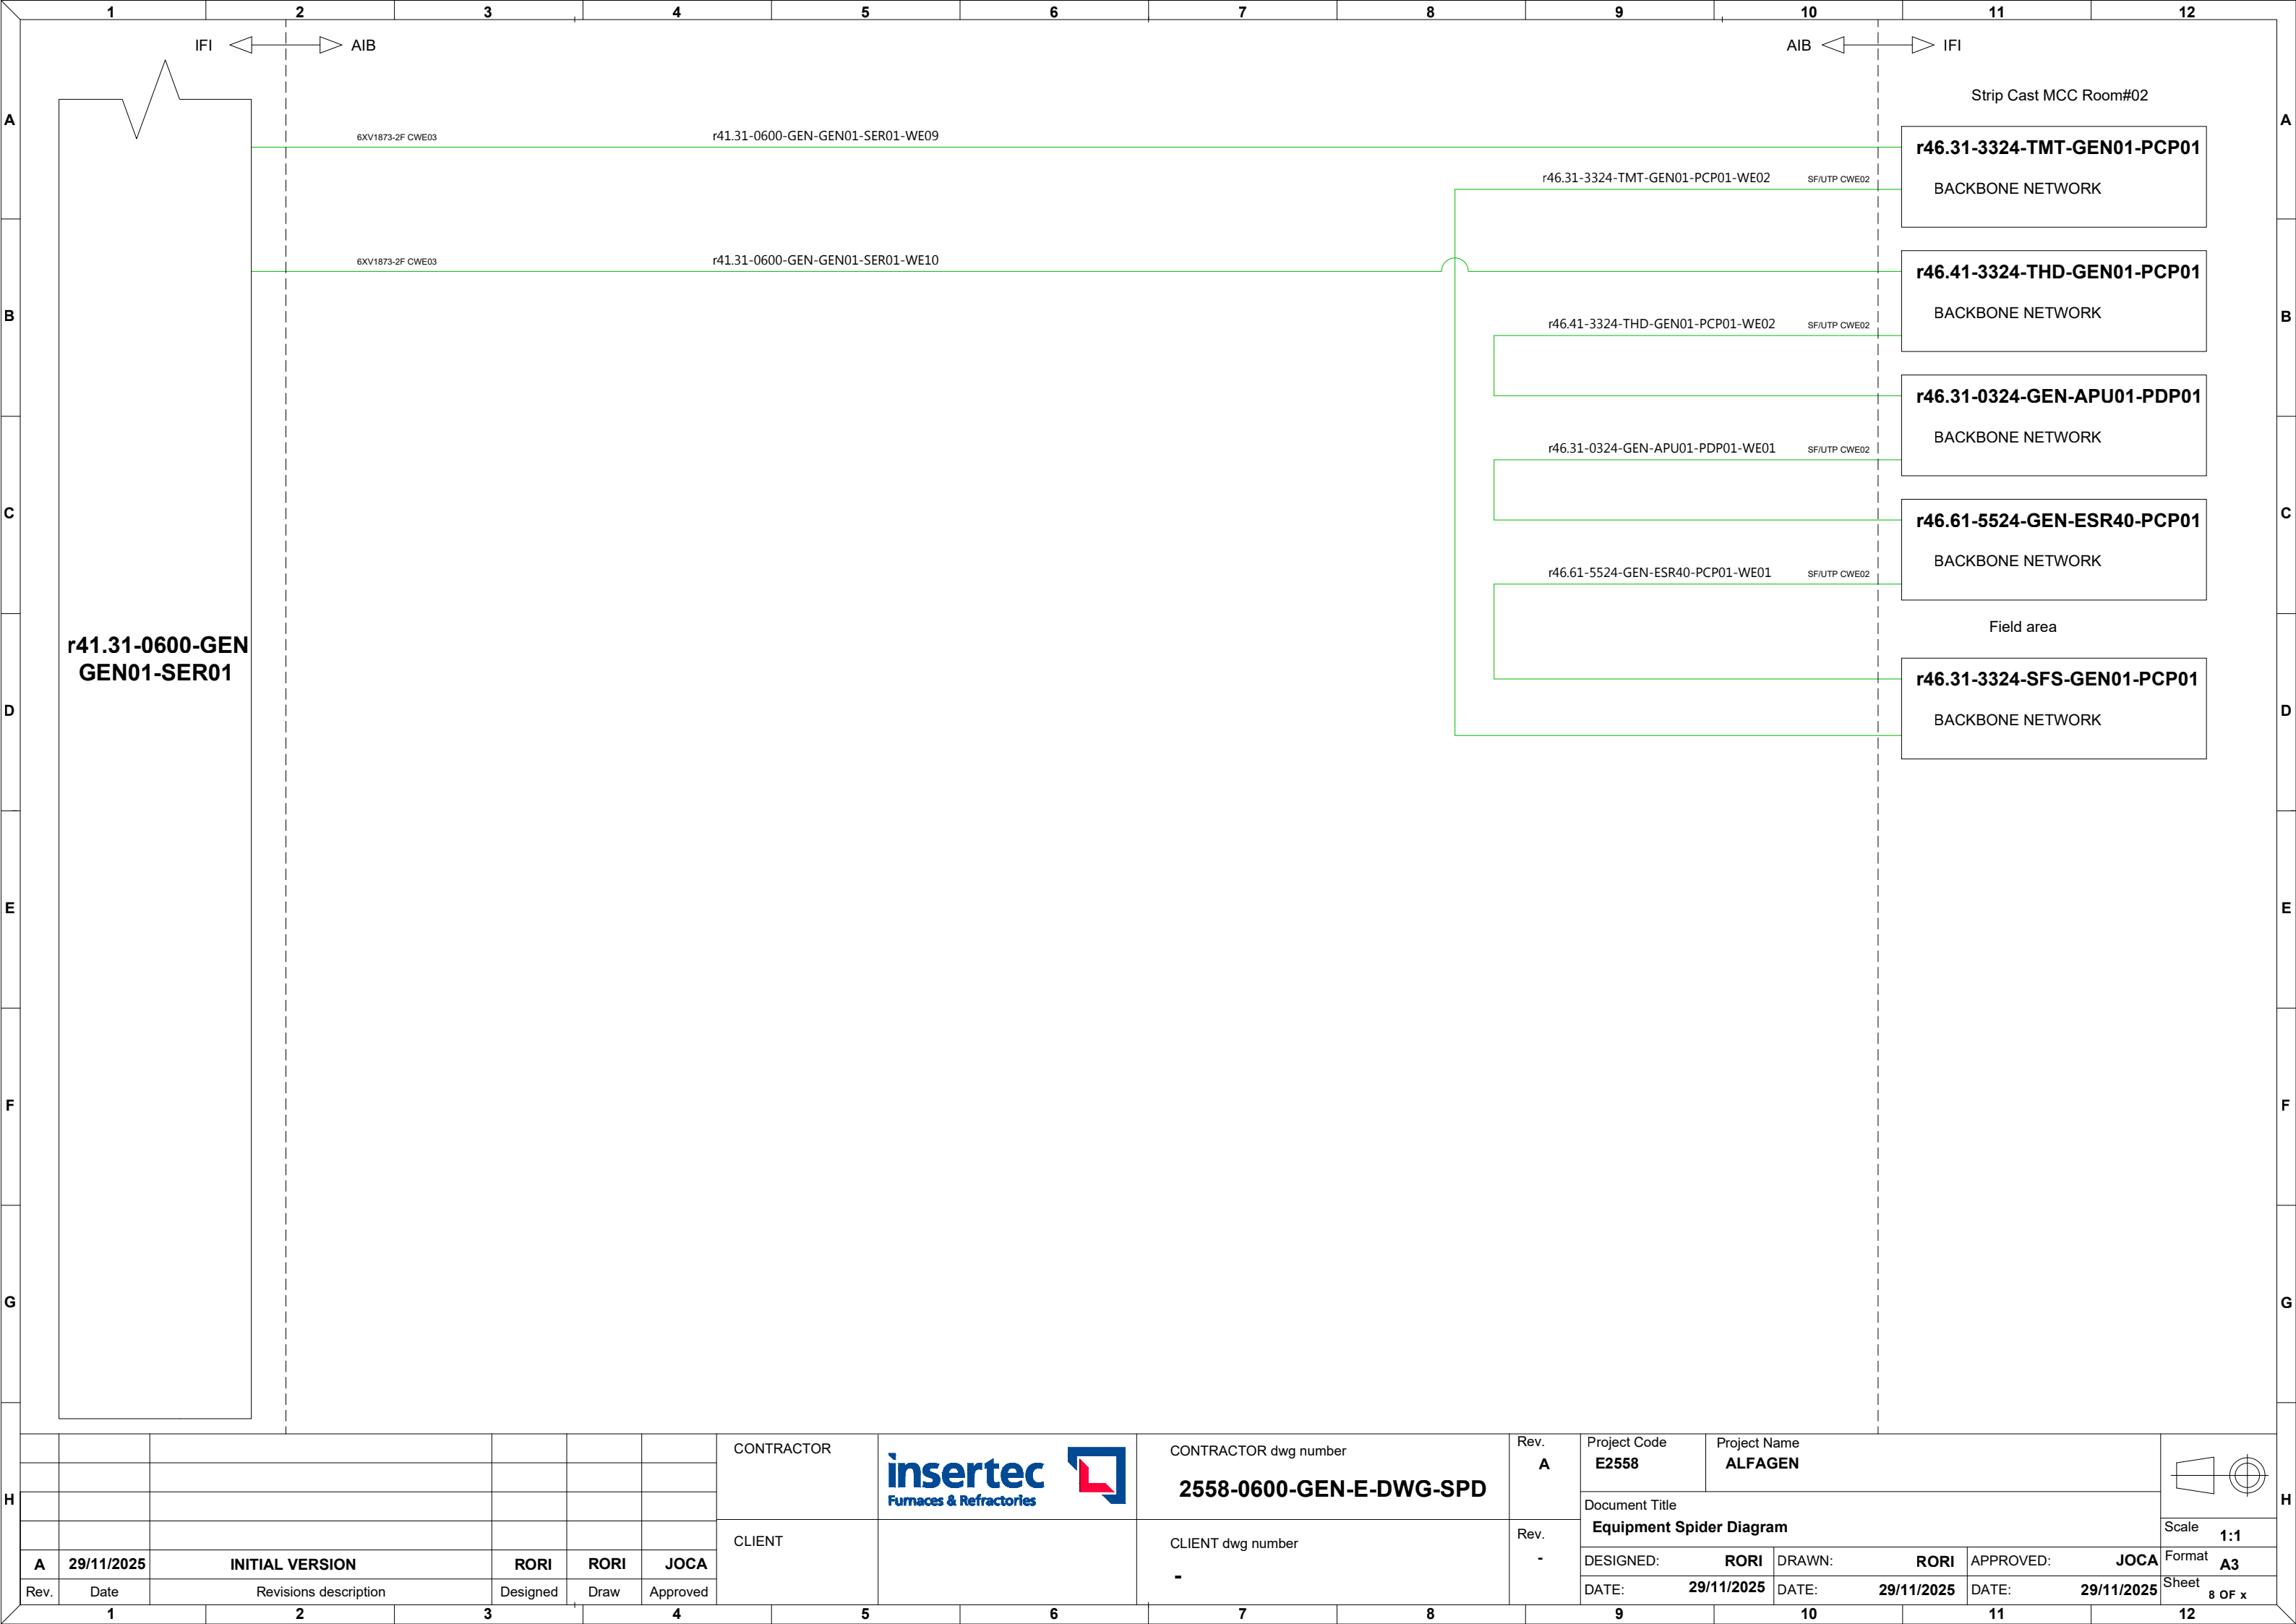 1 2 3 4 5 6 7 8 9 10 11 12
IFI AIB AIB IFI
Strip Cast MCC Room#02
A A
6XV1873-2F CWE03 r41.31-0600-GEN-GEN01-SER01-WE09
r46.31-3324-TMT-GEN01-PCP01
r46.31-3324-TMT-GEN01-PCP01-WE02 SF/UTP CWE02
BACKBONE NETWORK
6XV1873-2F CWE03 r41.31-0600-GEN-GEN01-SER01-WE10
r46.41-3324-THD-GEN01-PCP01
B BACKBONE NETWORK B
r46.41-3324-THD-GEN01-PCP01-WE02 SF/UTP CWE02
r46.31-0324-GEN-APU01-PDP01
BACKBONE NETWORK
r46.31-0324-GEN-APU01-PDP01-WE01 SF/UTP CWE02
C C
r46.61-5524-GEN-ESR40-PCP01
BACKBONE NETWORK
r46.61-5524-GEN-ESR40-PCP01-WE01 SF/UTP CWE02
Field area
r41.31-0600-GEN
GEN01-SER01
r46.31-3324-SFS-GEN01-PCP01
D BACKBONE NETWORK D
E E
F F
G G
H H
CONTRACTOR
insertec
Furnaces & Refractories
CONTRACTOR dwg number
2558-0600-GEN-E-DWG-SPD
Rev.
A
Project Code
E2558
Project Name
ALFAGEN
Document Title
Equipment Spider Diagram
CLIENT
CLIENT dwg number
-
Rev.
-
Scale 1:1
Format A3
Sheet 8 OF x
DESIGNED: RORI DRAWN: RORI APPROVED: JOCA
DATE: 29/11/2025 DATE: 29/11/2025 DATE: 29/11/2025
A 29/11/2025 INITIAL VERSION RORI RORI JOCA
Rev. Date Revisions description Designed Draw Approved
1 2 3 4 5 6 7 8 9 10 11 12